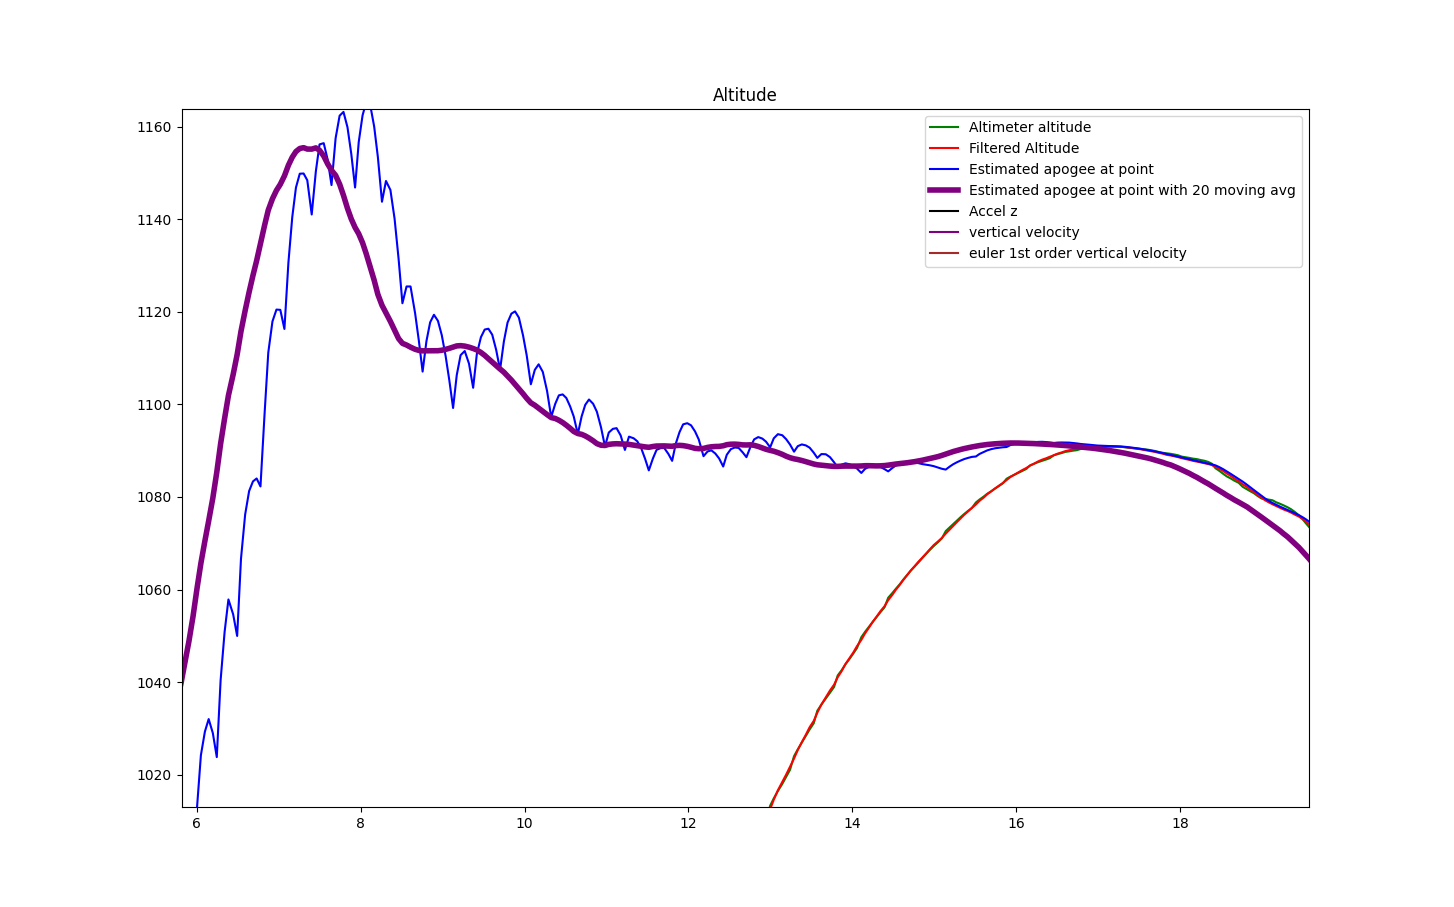 Altitude
1160
1140
1120
1100
1080
1060
1040
1020
6
8
10
12
14
16
18
Altimeter altitude
Filtered Altitude
Estimated apogee at point
Estimated apogee at point with 20 moving avg
Accel z
vertical velocity
euler 1st order vertical velocity